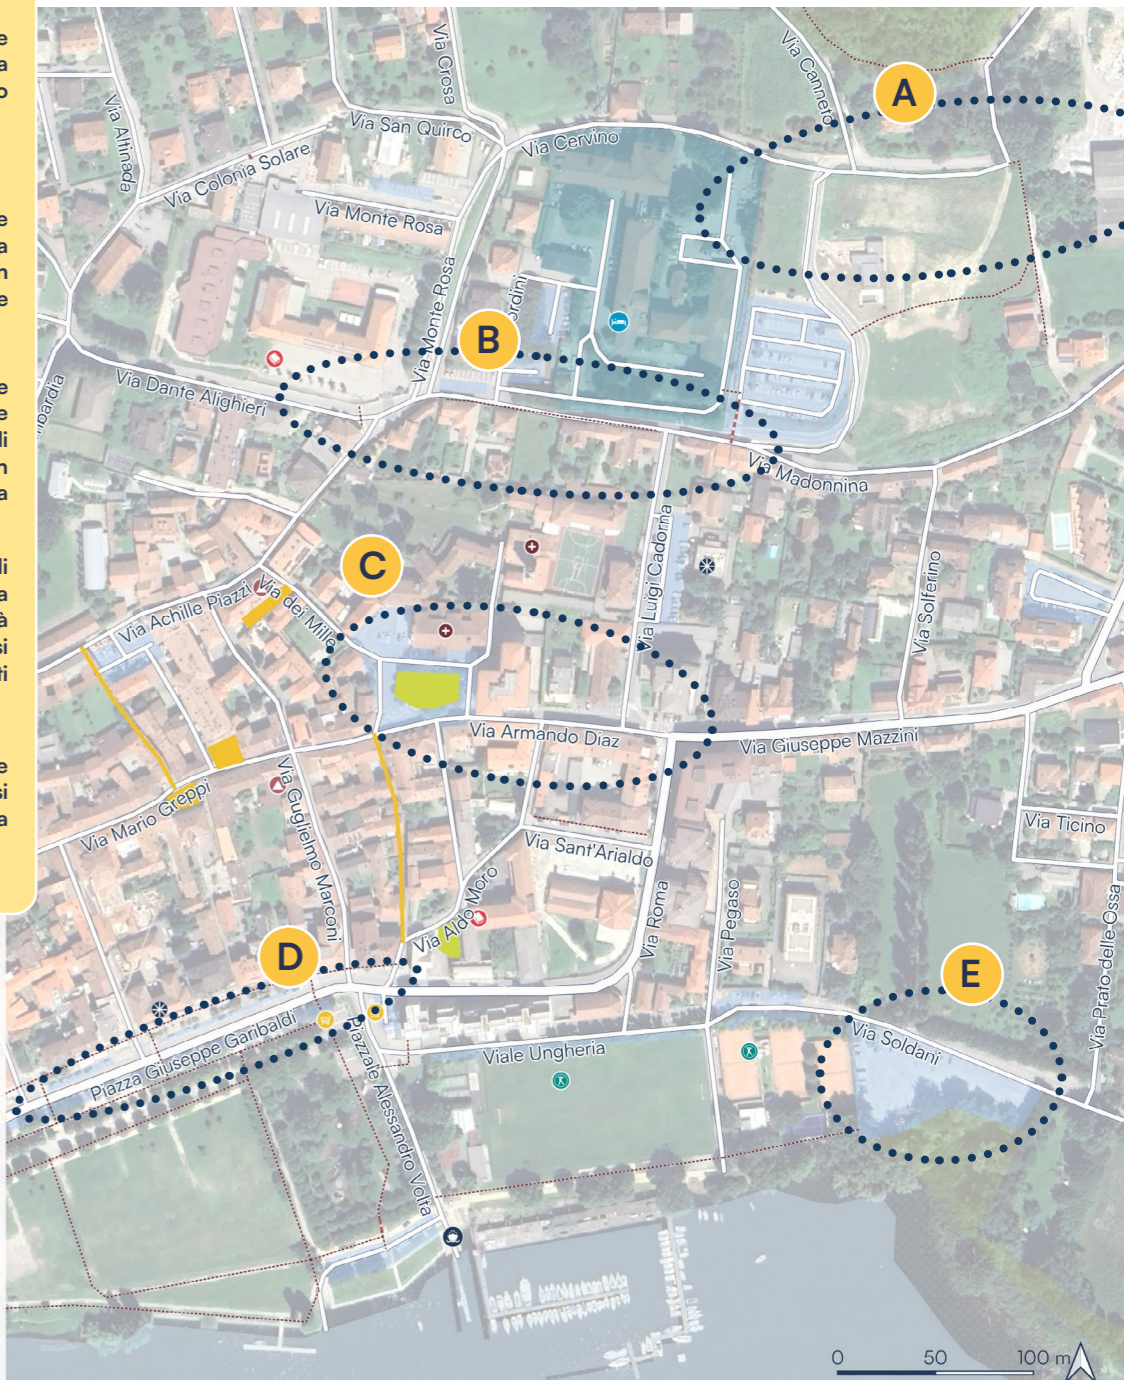 A
B
C
D
E
Via Crosa
Via Canneto
Via Altinada
Via San Quirco
Via Cervino
Via Colonia Solare
Via Monte Rosa
Via Monte Rosa
Via Dante Alighieri
Via Madonnina
Via Luigi Cadorna
Via Solferino
Via Achille Piazzi
Via dei Mille
Via Armando Diaz
Via Giuseppe Mazzini
Via Mario Greppi
Via Guglielmo Marconi
Via Sant'Arialdo
Via Ticino
Via Aldo Moro
Via Roma
Via Pegaso
Via Prato delle Ossa
Piazza Giuseppe Garibaldi
Piazzale Alessandro Volta
Viale Ungheria
Via Soldani
0 50 100 m